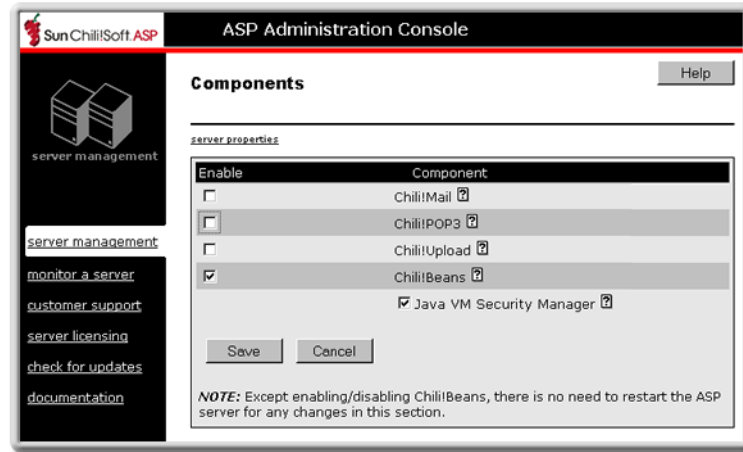 Sun Chili!Soft.ASP
ASP Administration Console
Components
Help
server management
server properties
Enable Component
Chili!Mail ?
Chili!POP3 ?
Chili!Upload ?
Chili!Beans ?
Java VM Security Manager ?
Save Cancel
NOTE: Except enabling/disabling Chili!Beans, there is no need to restart the ASP
server for any changes in this section.
server management
monitor a server
customer support
server licensing
check for updates
documentation